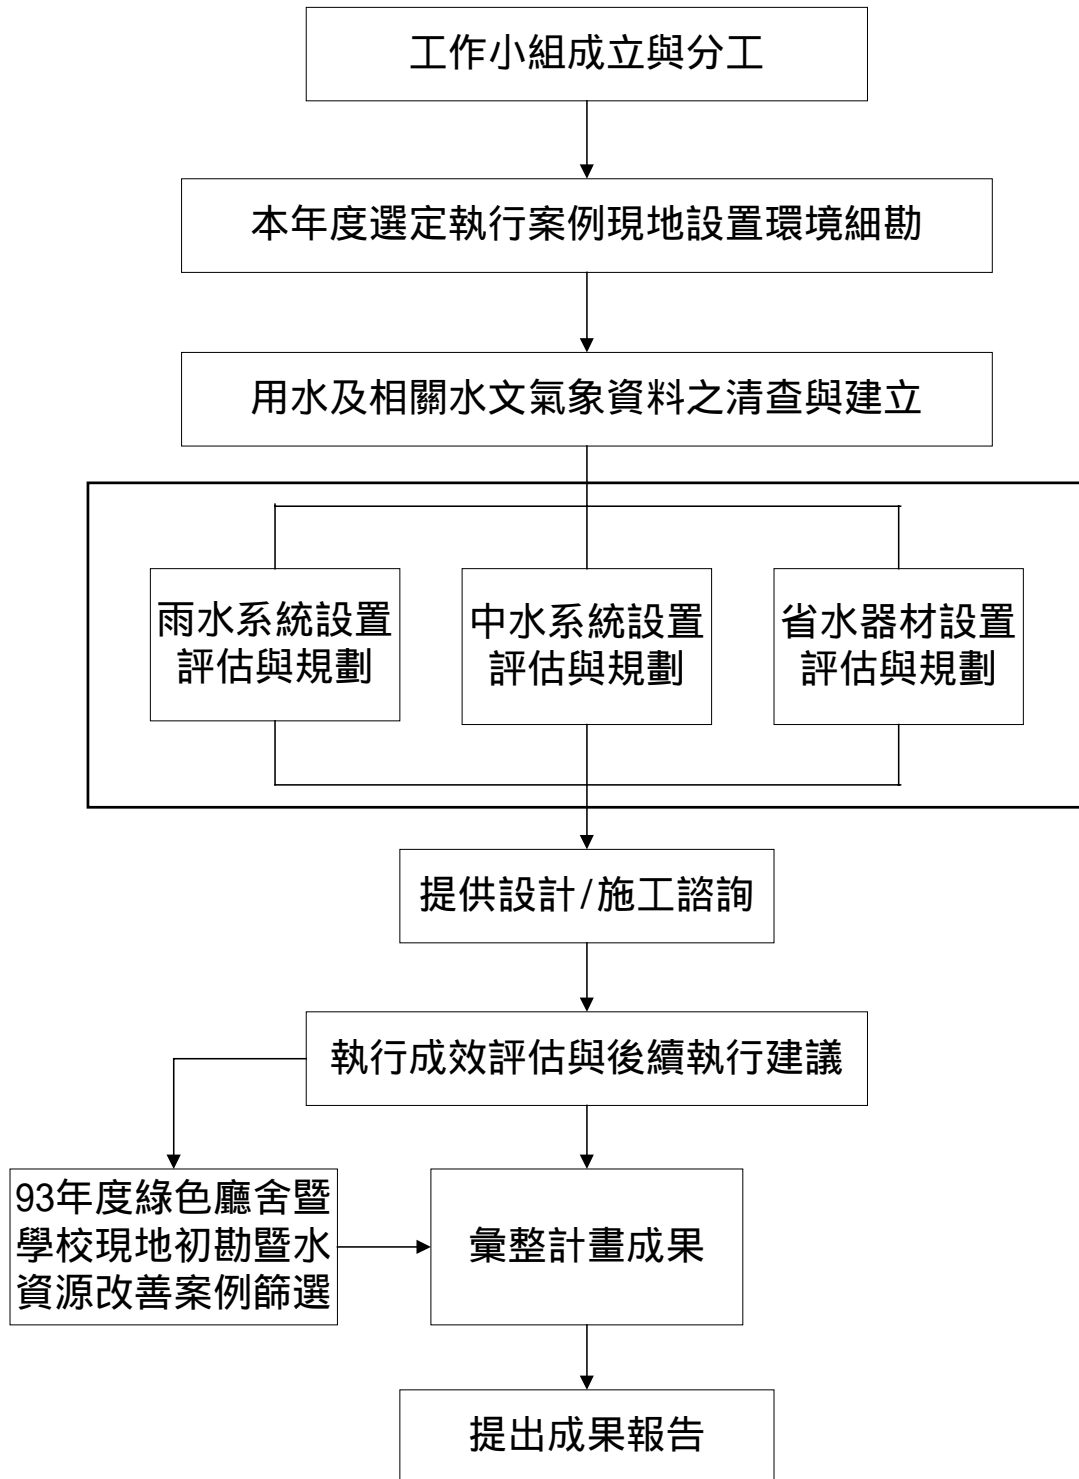 工作小組成立與分工
本年度選定執行案例現地設置環境細勘
用水及相關水文氣象資料之清查與建立
雨水系統設置
評估與規劃
中水系統設置
評估與規劃
省水器材設置
評估與規劃
提供設計/施工諮詢
執行成效評估與後續執行建議
93年度綠色廳舍暨
學校現地初勘暨水
資源改善案例篩選
彙整計畫成果
提出成果報告